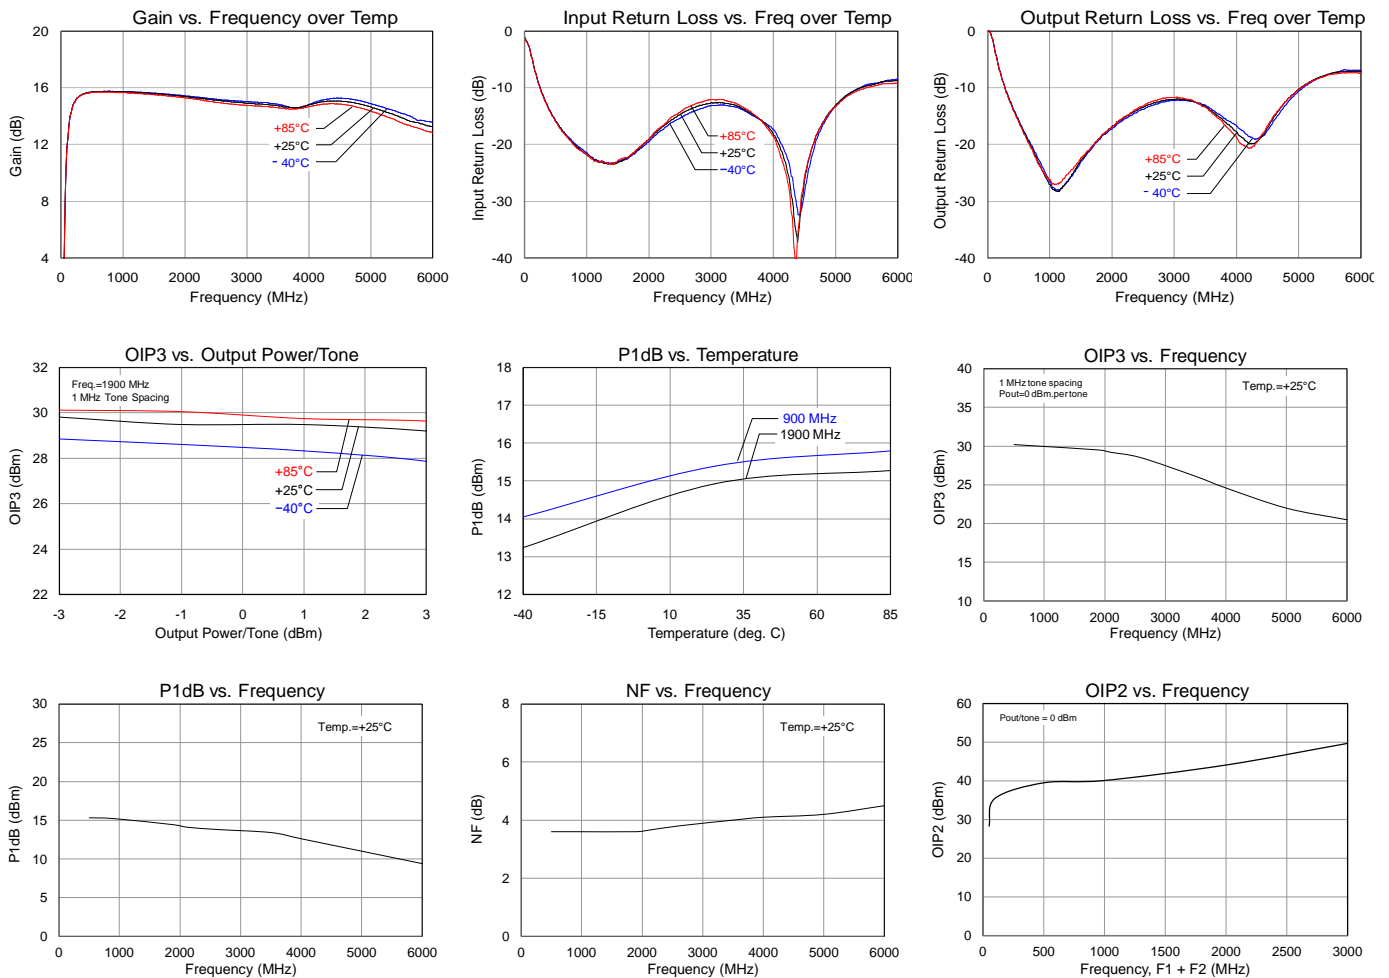 Gain vs. Frequency over Temp
20
16
12
8
4
Gain (dB)
+85°C
+25°C
- 40°C
0 1000 2000 3000 4000 5000 6000
Frequency (MHz)
Input Return Loss vs. Freq over Temp
0
-10
-20
-30
-40
Input Return Loss (dB)
+85°C
+25°C
−40°C
0 1000 2000 3000 4000 5000 6000
Frequency (MHz)
Output Return Loss vs. Freq over Temp
0
-10
-20
-30
-40
Output Return Loss (dB)
+85°C
+25°C
- 40°C
0 1000 2000 3000 4000 5000 6000
Frequency (MHz)
OIP3 vs. Output Power/Tone
32
30
28
26
24
22
OIP3 (dBm)
Freq.=1900 MHz
1 MHz Tone Spacing
+85°C
+25°C
−40°C
-3 -2 -1 0 1 2 3
Output Power/Tone (dBm)
P1dB vs. Temperature
18
17
16
15
14
13
12
P1dB (dBm)
900 MHz
1900 MHz
-40 -15 10 35 60 85
Temperature (deg. C)
OIP3 vs. Frequency
40
35
30
25
20
15
10
OIP3 (dBm)
1 MHz tone spacing
Pout=0 dBm.per tone
Temp.=+25°C
0 1000 2000 3000 4000 5000 6000
Frequency (MHz)
P1dB vs. Frequency
30
25
20
15
10
5
0
P1dB (dBm)
Temp.=+25°C
0 1000 2000 3000 4000 5000 6000
Frequency (MHz)
NF vs. Frequency
8
6
4
2
0
NF (dB)
Temp.=+25°C
0 1000 2000 3000 4000 5000 6000
Frequency (MHz)
OIP2 vs. Frequency
60
50
40
30
20
10
0
OIP2 (dBm)
Pout/tone = 0 dBm
0 500 1000 1500 2000 2500 3000
Frequency, F1 + F2 (MHz)